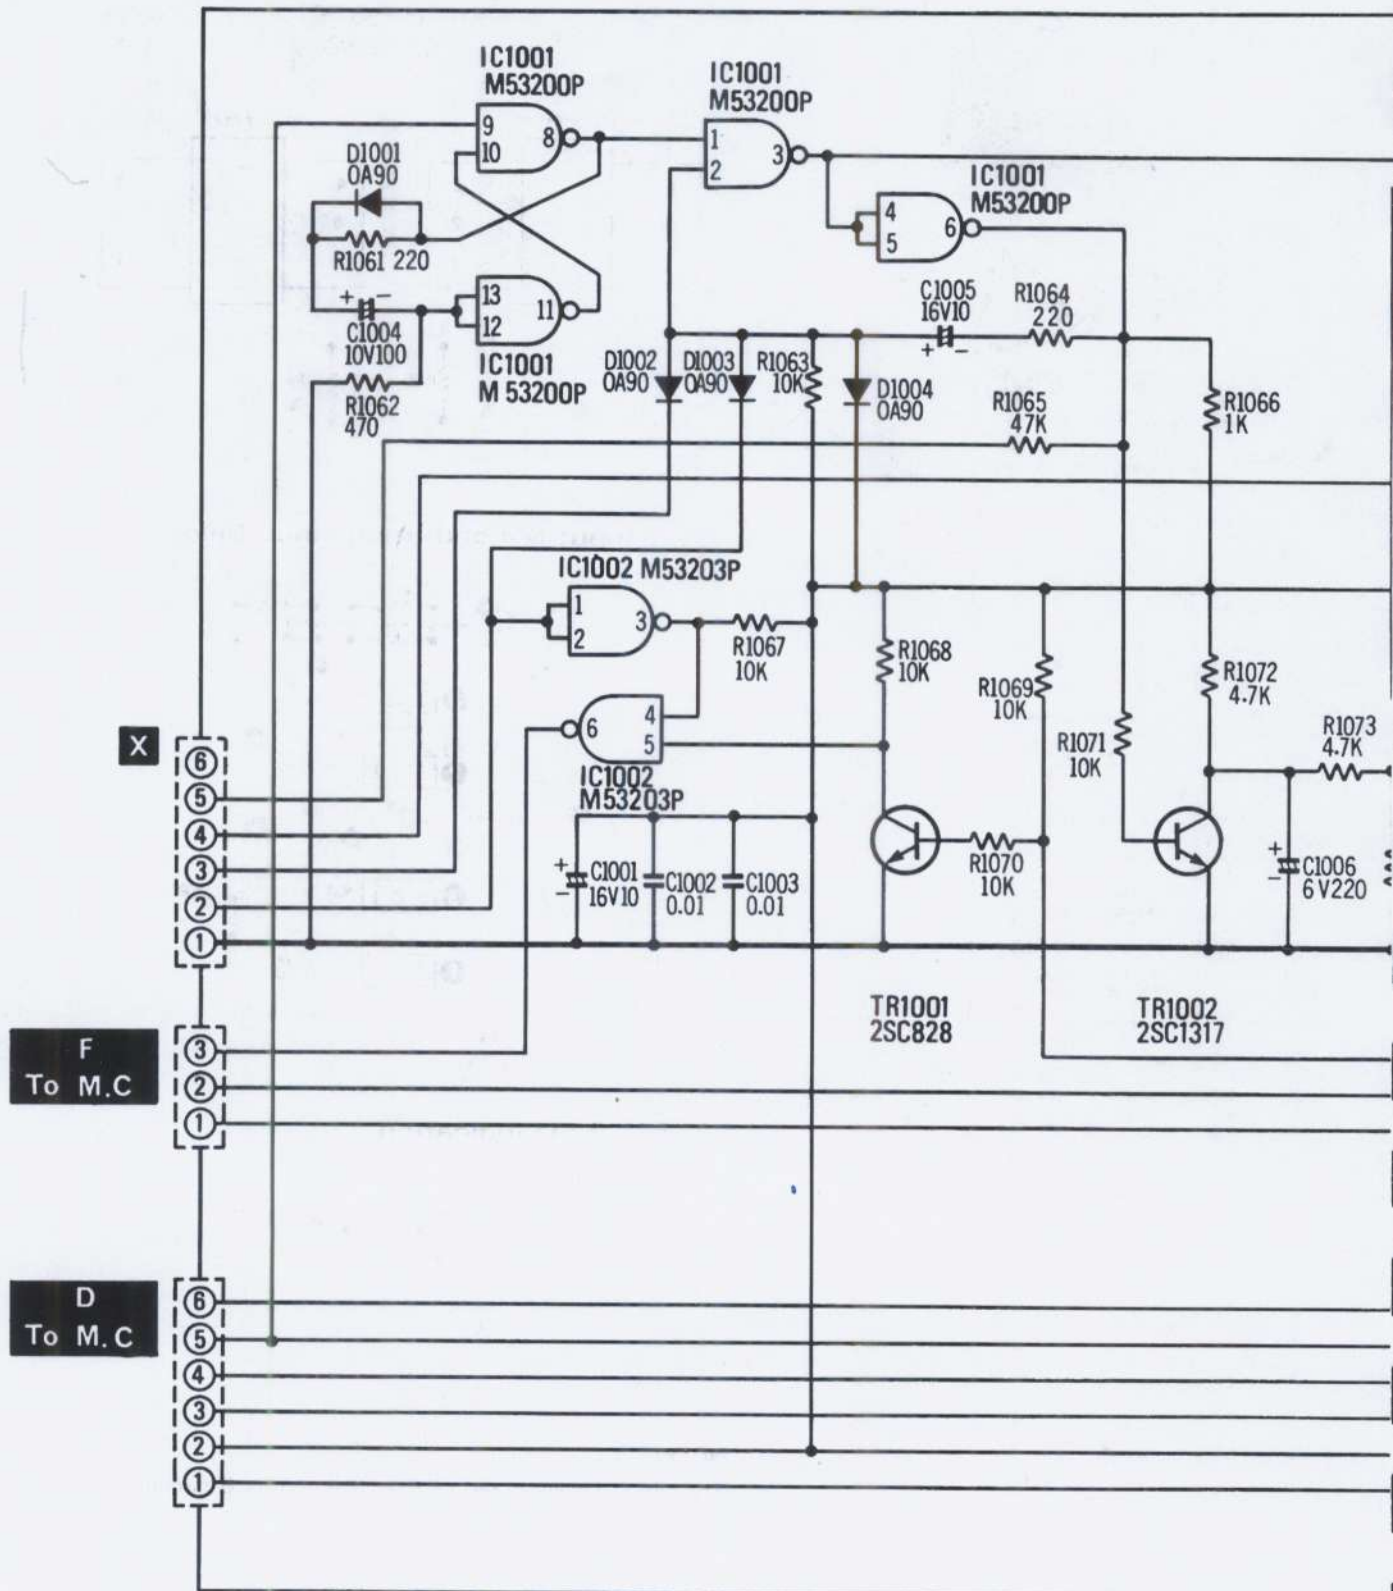 IC1001
M53200P
IC1001
M53200P
9
10
8
1
2
3
D1001
OA90
IC1001
M53200P
4
5
6
R1061 220
+ -
C1004
10V100
13
12
11
IC1001
M 53200P
R1062
470
C1005
16V10
+ -
R1064
220
D1002
OA90
D1003
OA90
R1063
10K
D1004
OA90
R1065
47K
R1066
1K
IC1002 M53203P
1
2
3
R1067
10K
R1068
10K
R1069
10K
R1072
4.7K
4
5
6
IC1002
M53203P
R1071
10K
R1073
4.7K
X
6
5
4
3
2
1
+
-
C1001
16V10
C1002
0.01
C1003
0.01
R1070
10K
+
-
C1006
6V220
TR1001
2SC828
TR1002
2SC1317
F
To M.C
3
2
1
D
To M.C
6
5
4
3
2
1